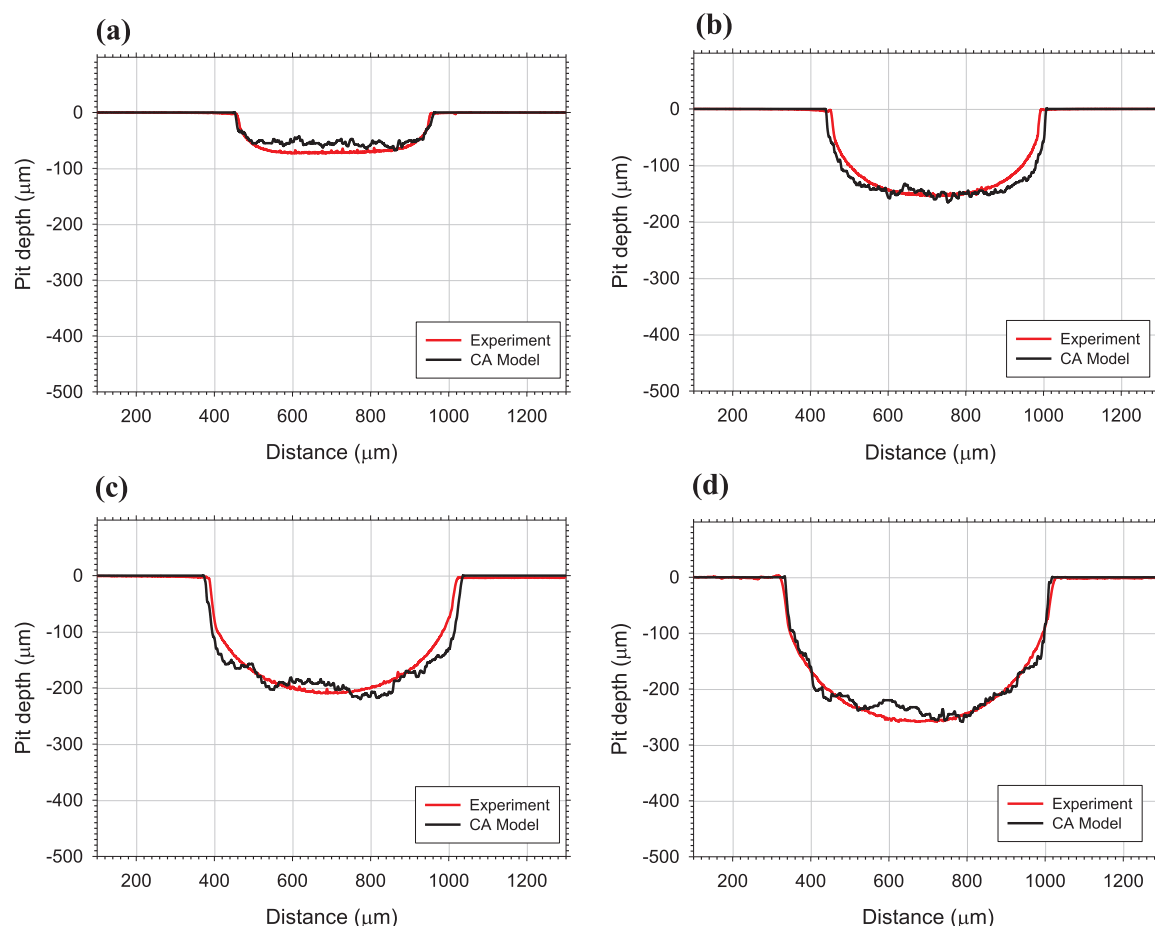 (a)
0
-100
-200
-300
-400
-500
Pit depth (μm)
Experiment
CA Model
200 400 600 800 1000 1200
Distance (μm)
(b)
0
-100
-200
-300
-400
-500
Pit depth (μm)
Experiment
CA Model
200 400 600 800 1000 1200
Distance (μm)
(c)
0
-100
-200
-300
-400
-500
Pit depth (μm)
Experiment
CA Model
200 400 600 800 1000 1200
Distance (μm)
(d)
0
-100
-200
-300
-400
-500
Pit depth (μm)
Experiment
CA Model
200 400 600 800 1000 1200
Distance (μm)